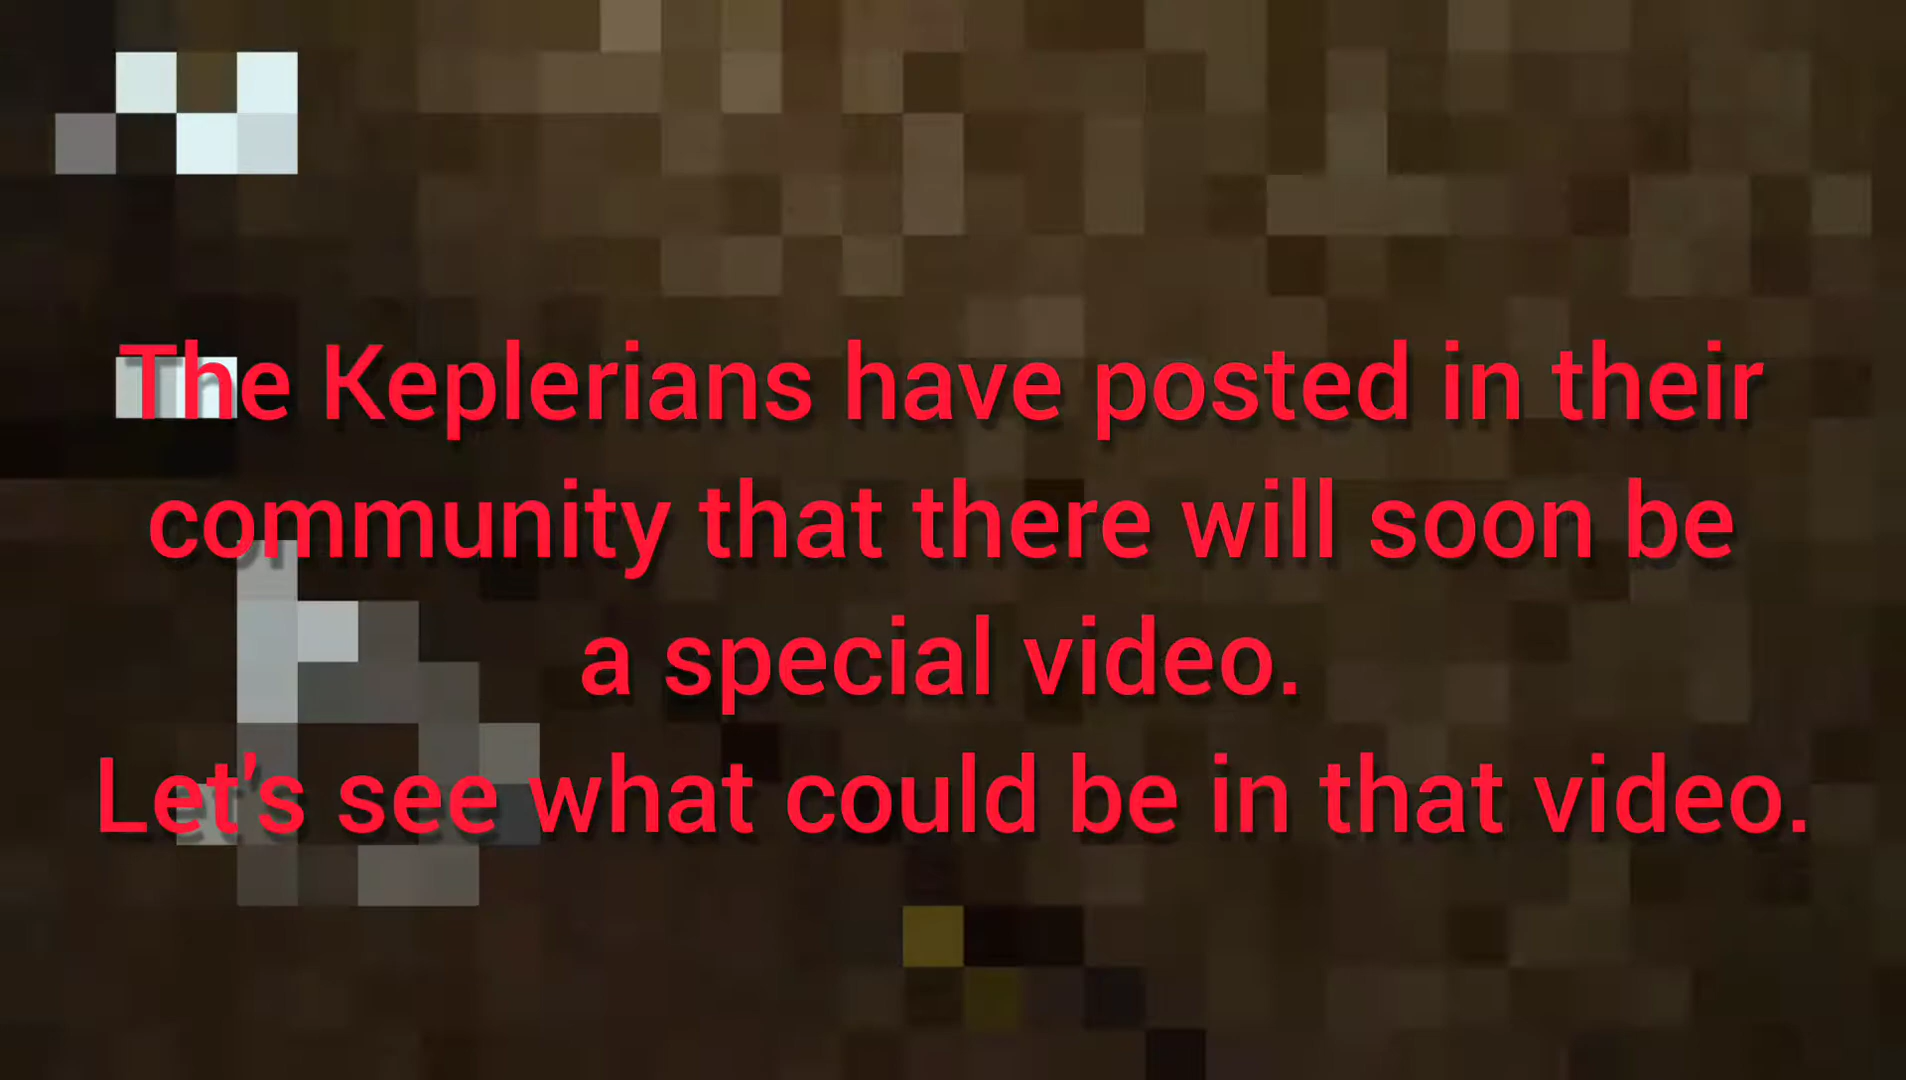 The Keplerians have posted in their
community that there will soon be
a special video.
Let's see what could be in that video.